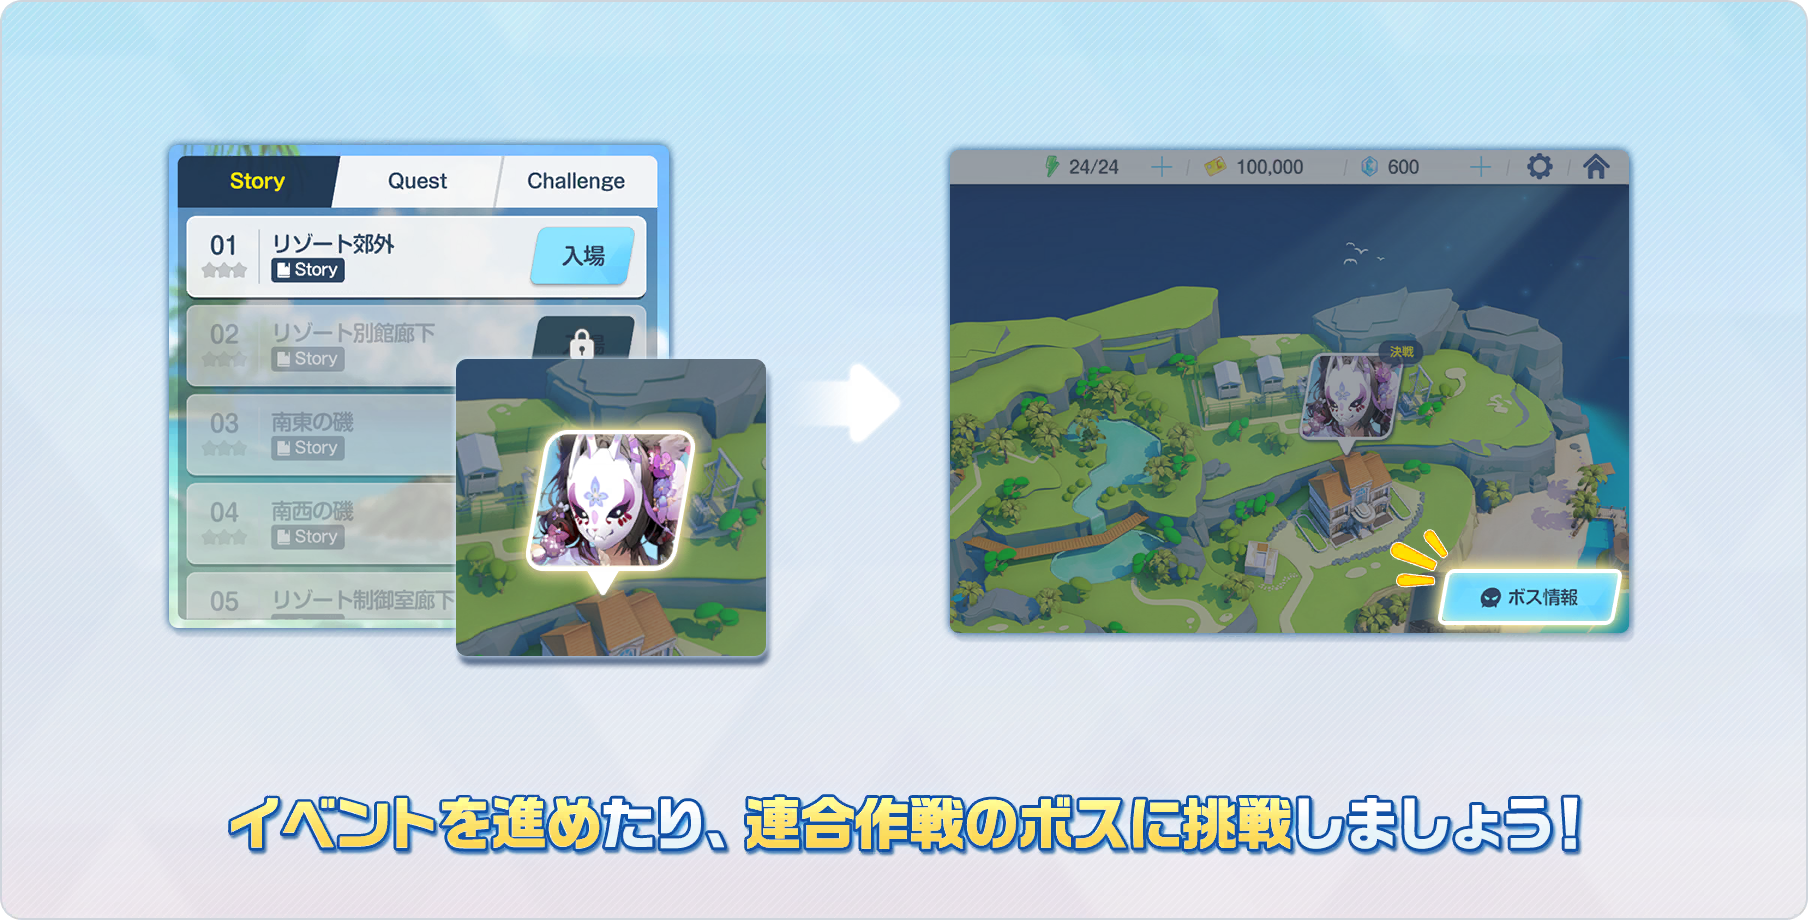 Story
Quest
Challenge
01
リゾート郊外
Story
入場
02
リゾート別館廊下
Story
03
南東の磯
Story
04
南西の磯
Story
05
リゾート制御室廊下
24/24
100,000
600
決戦
ボス情報
イベントを進めたり、連合作戦のボスに挑戦しましょう!